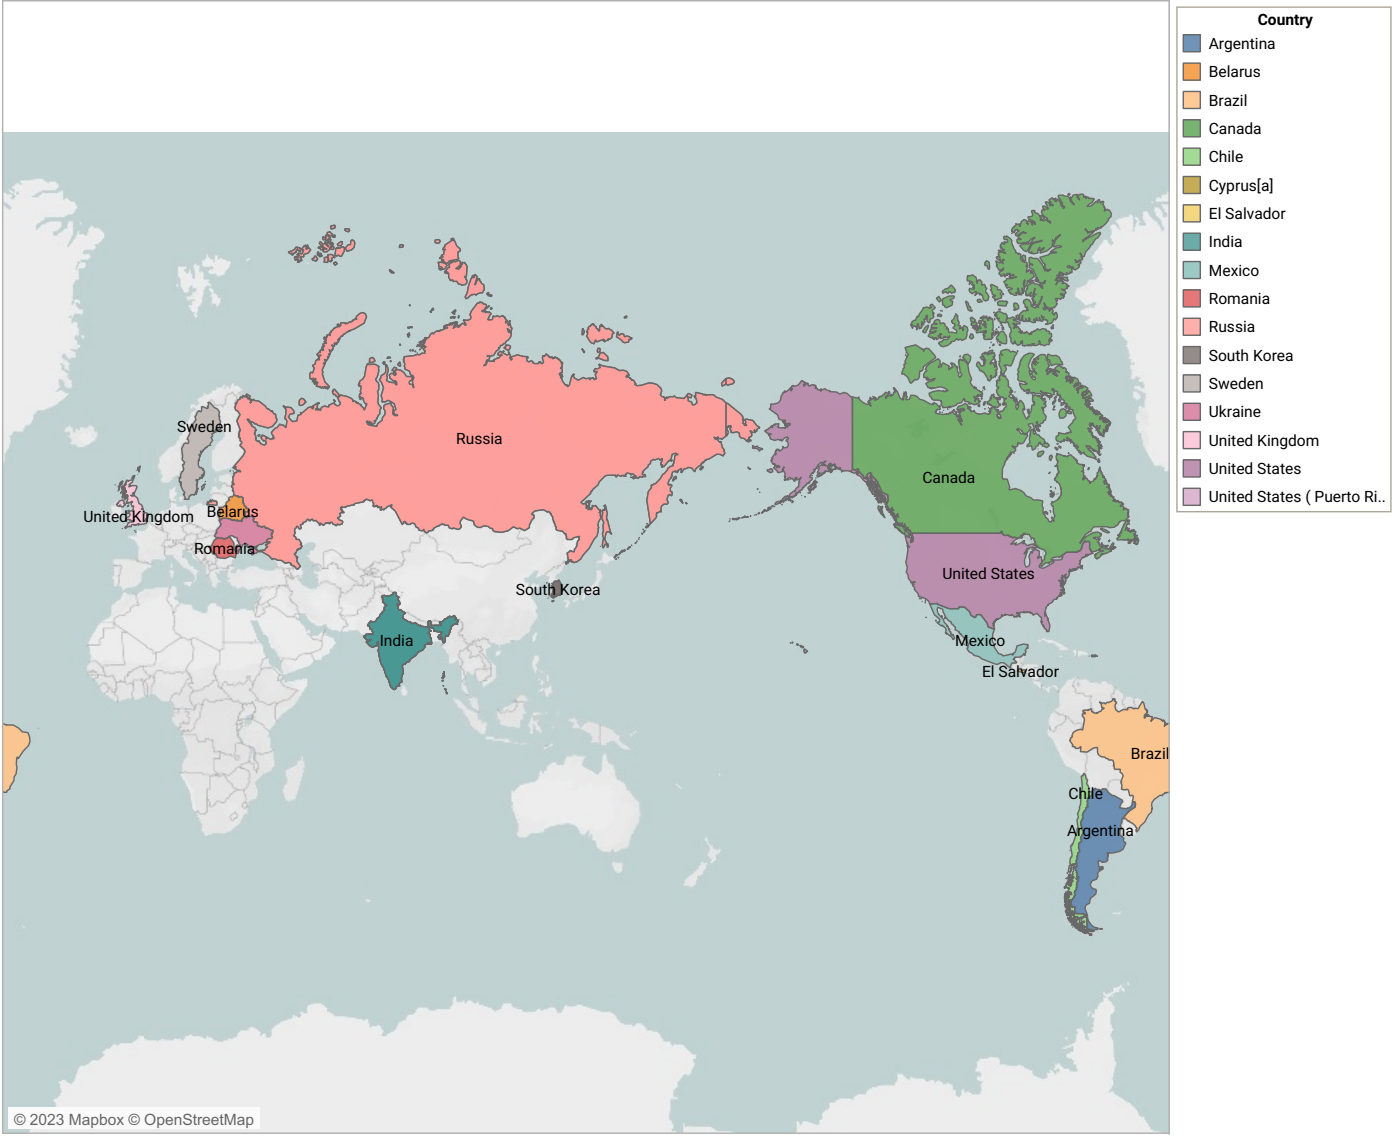 Country
Argentina
Belarus
Brazil
Canada
Chile
Cyprus[a]
El Salvador
India
Mexico
Romania
Russia
South Korea
Sweden
Ukraine
United Kingdom
United States
United States ( Puerto Ri..
Sweden
Russia
Canada
United Kingdom
Belarus
Romania
United States
South Korea
India
Mexico
El Salvador
Brazil
Chile
Argentina
© 2023 Mapbox © OpenStreetMap